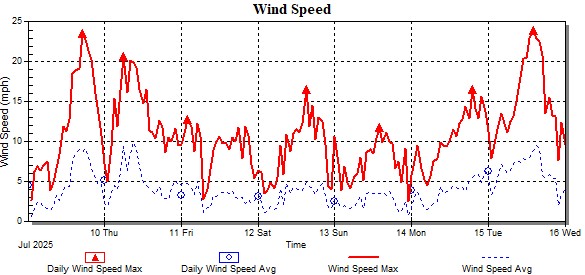 Wind Speed
25
20
15
10
5
0
Wind Speed (mph)
10 Thu 11 Fri 12 Sat 13 Sun 14 Mon 15 Tue 16 Wed
Jul 2025
Time
Daily Wind Speed Max Daily Wind Speed Avg Wind Speed Max Wind Speed Avg